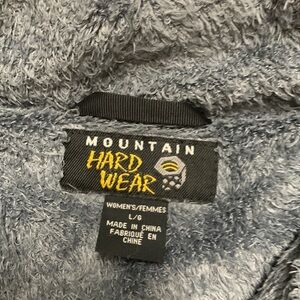 MOUNTAIN
HARD
WEAR
WOMEN'S/FEMMES
L/G
MADE IN CHINA
FABRIQUÉ EN
CHINE